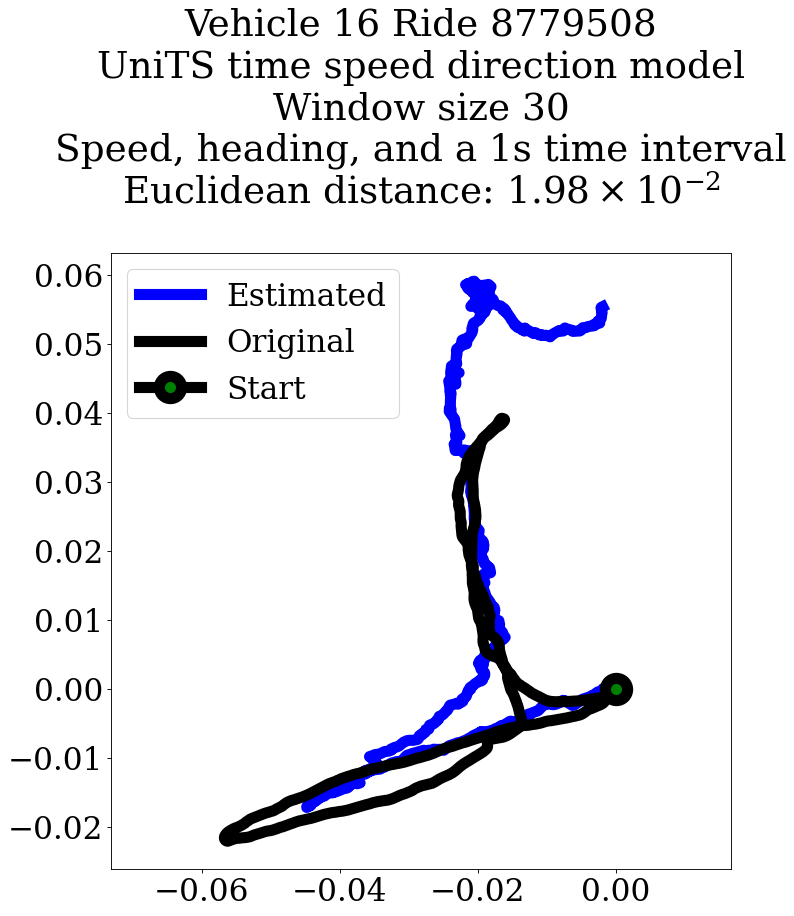 Vehicle 16 Ride 8779508
UniTS time speed direction model
Window size 30
Speed, heading, and a 1s time interval
Euclidean distance: 1.98 × 10⁻²
Estimated
Original
Start
0.06
0.05
0.04
0.03
0.02
0.01
0.00
−0.01
−0.02
−0.06 −0.04 −0.02 0.00